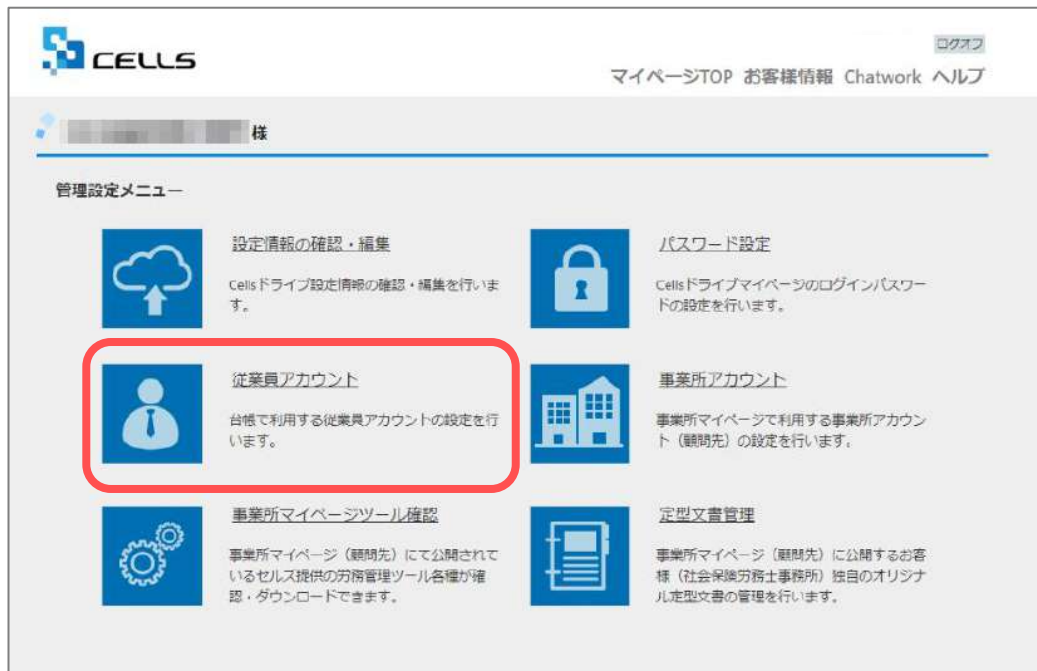 CELLS
ログオフ
マイページTOP お客様情報 Chatwork ヘルプ
様
管理設定メニュー
設定情報の確認・編集
Cellsドライブ設定情報の確認・編集を行いま
す。
パスワード設定
Cellsドライブマイページのログインパスワー
ドの設定を行います。
従業員アカウント
台帳で利用する従業員アカウントの設定を行
います。
事業所アカウント
事業所マイページで利用する事業所アカウン
ト（顧問先）の設定を行います。
事業所マイページツール確認
事業所マイページ（顧問先）にて公開されて
いるセルズ提供の労務管理ツール各種が確
認・ダウンロードできます。
定型文書管理
事業所マイページ（顧問先）に公開するお客
様（社会保険労務士事務所）独自のオリジナ
ル定型文書の管理を行います。